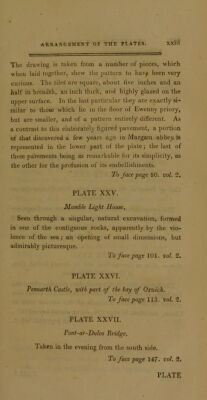 ARRANGEMENT OF THE PLATES. xxiii
The drawing is taken from a number of pieces, which
when laid together, shew the pattern to have been very
curious. The tiles are square, about five inches and an
half in breadth, an inch thick, and highly glazed on the
upper surface. In the last particular they are exactly si-
milar to those which lie in the floor of Ewenny priory,
but are smaller, and of a pattern entirely different. As
a contrast to this elaborately figured pavement, a portion
of that discovered a few years ago in Margam abbey is
represented in the lower part of the plate; the last of
these pavements being as remarkable for its simplicity, as
the other for the profusion of its embellishments.
To face page 50. vol. 2.
PLATE XXV.
Mumble Light House,
Seen through a singular, natural excavation, formed
in one of the contiguous rocks, apparently by the vio-
lence of the sea; an opening of small dimensions, but
admirably picturesque.
To face page 101. vol. 2.
PLATE XXVI.
Pennarth Castle, with part of the bay of Oxwich.
To face page 113. vol. 2.
PLATE XXVII.
Pont-ar-Dulas Bridge,
Taken in the evening from the south side.
To face page 147. vol. 2.
PLATE